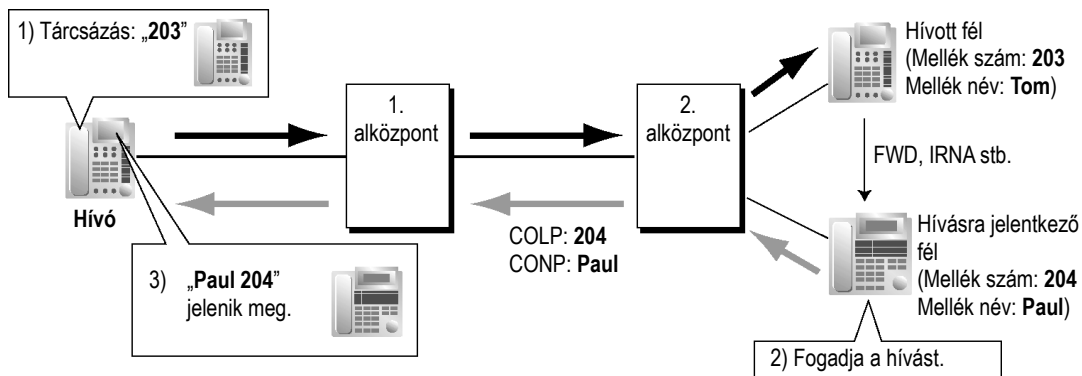 1) Tárcsázás: „203”
Hívó
3) „Paul 204”
jelenik meg.
1.
alközpont
COLP: 204
CONP: Paul
2.
alközpont
Hívott fél
(Mellék szám: 203
Mellék név: Tom)
FWD, IRNA stb.
Hívásra jelentkező
fél
(Mellék szám: 204
Mellék név: Paul)
2) Fogadja a hívást.